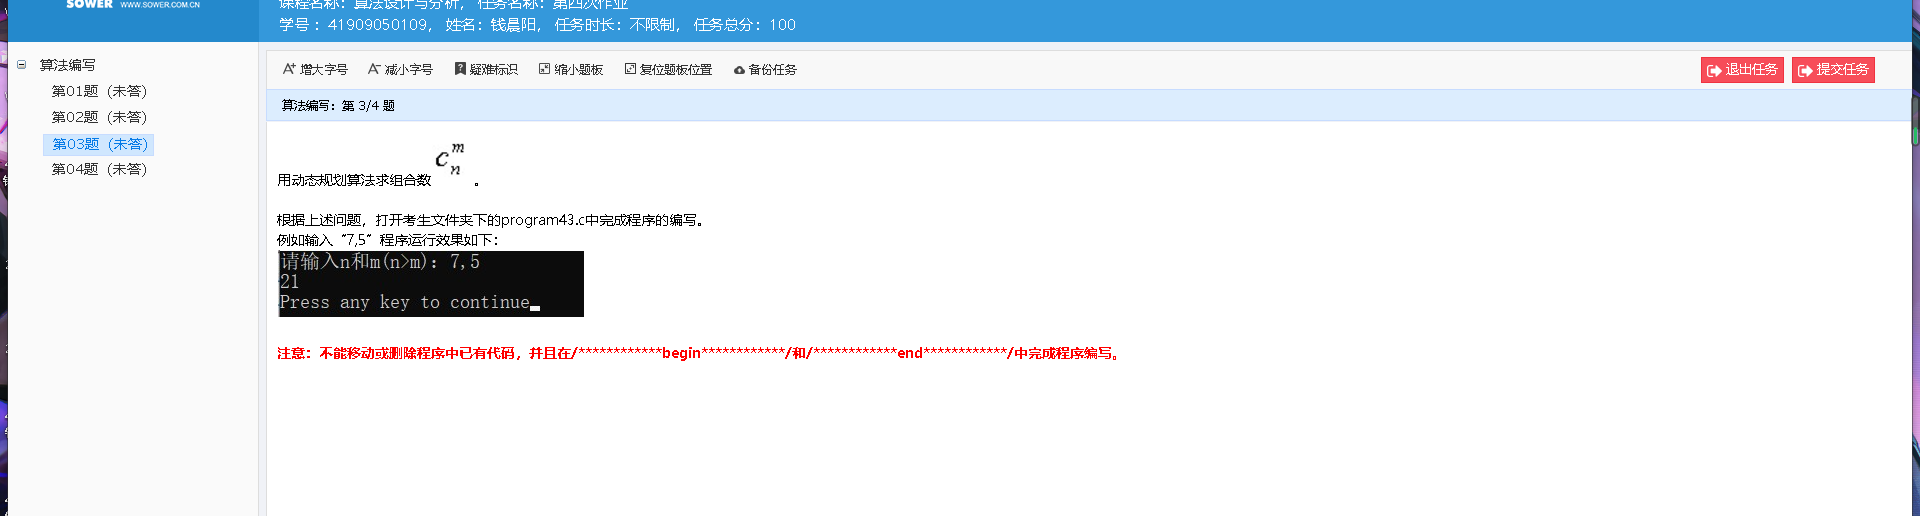 SOWER WWW.SOWER.COM.CN
课程名称：算法设计与分析， 任务名称：第四次作业
学号：41909050109， 姓名：钱晨阳， 任务时长：不限制， 任务总分：100
算法编写
第01题 (未答)
第02题 (未答)
第03题 (未答)
第04题 (未答)
增大字号 减小字号 疑难标识 缩小题板 复位题板位置 备份任务
退出任务 提交任务
算法编写：第 3/4 题
用动态规划算法求组合数 C_n^m 。
根据上述问题，打开考生文件夹下的program43.c中完成程序的编写。
例如输入“7,5”程序运行效果如下：
请输入n和m(n>m)：7,5
21
Press any key to continue
注意：不能移动或删除程序中已有代码，并且在/************begin************/和/************end************/中完成程序编写。